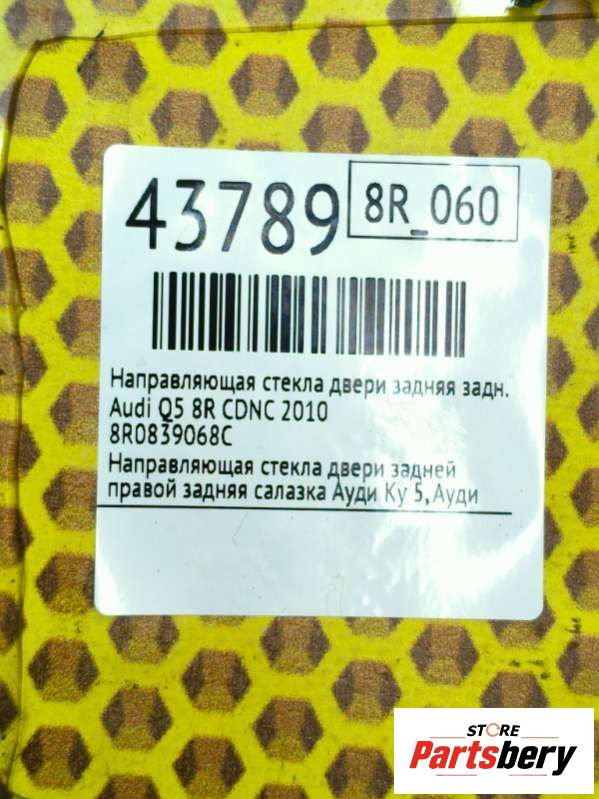 43789
8R_060
Направляющая стекла двери задняя задн.
Audi Q5 8R CDNC 2010
8R0839068C
Направляющая стекла двери задней
правой задняя салазка Ауди Ку 5, Ауди
STORE
Partsbery